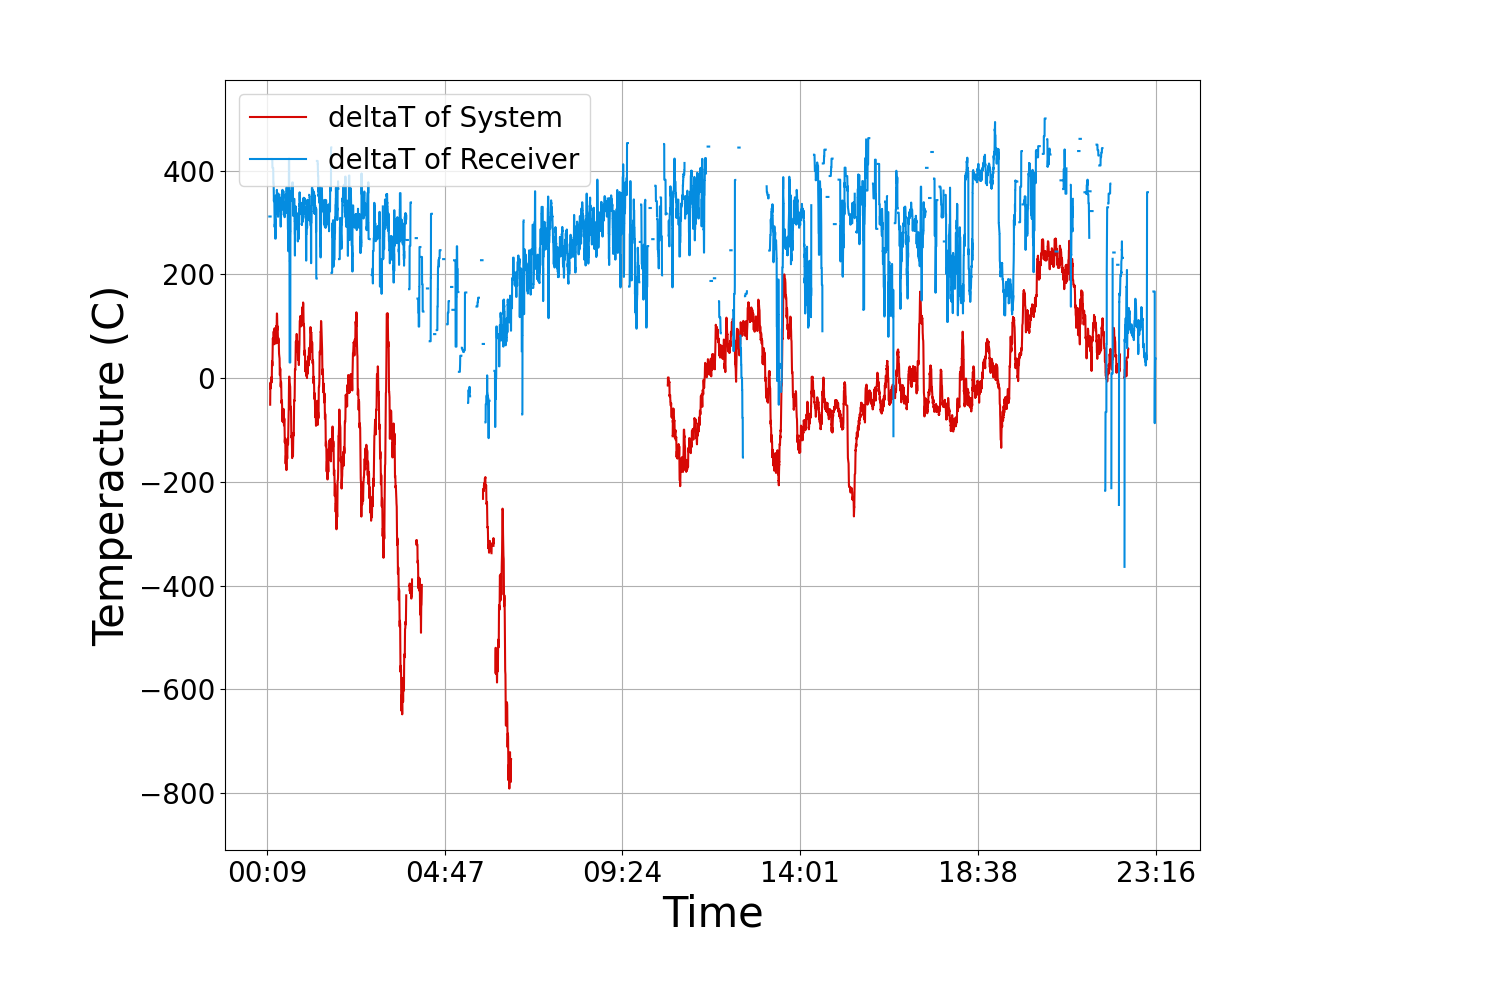 deltaT of System
deltaT of Receiver
400
200
0
−200
−400
−600
−800
Temperacture (C)
00:09 04:47 09:24 14:01 18:38 23:16
Time